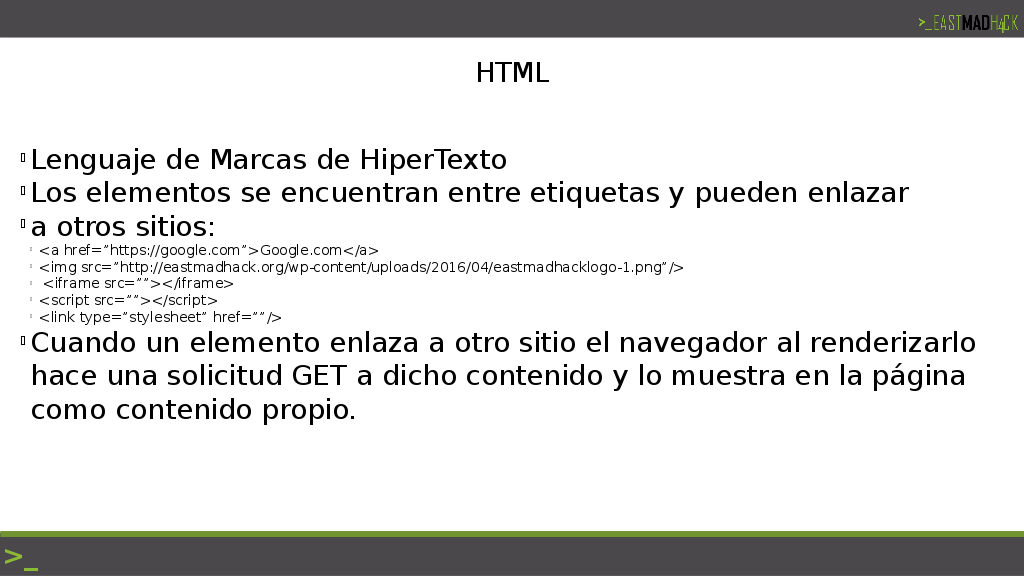 >_EASTMADH4CK
HTML
Lenguaje de Marcas de HiperTexto
Los elementos se encuentran entre etiquetas y pueden enlazar
a otros sitios:
<a href=”https://google.com”>Google.com</a>
<img src=”http://eastmadhack.org/wp-content/uploads/2016/04/eastmadhacklogo-1.png”/>
<iframe src=””></iframe>
<script src=””></script>
<link type=”stylesheet” href=””/>
Cuando un elemento enlaza a otro sitio el navegador al renderizarlo
hace una solicitud GET a dicho contenido y lo muestra en la página
como contenido propio.
>_